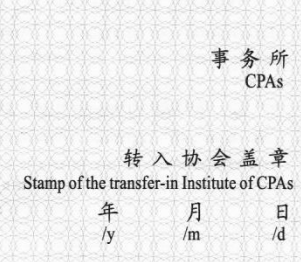 事务所
CPAs
转入协会盖章
Stamp of the transfer-in Institute of CPAs
年 月 日
/y /m /d